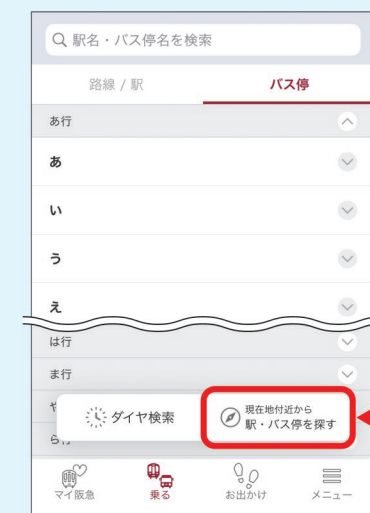 駅名・バス停名を検索
路線 / 駅
バス停
あ行
あ
い
う
え
は行
ま行
ダイヤ検索
現在地付近から
駅・バス停を探す
マイ阪急
乗る
お出かけ
メニュー